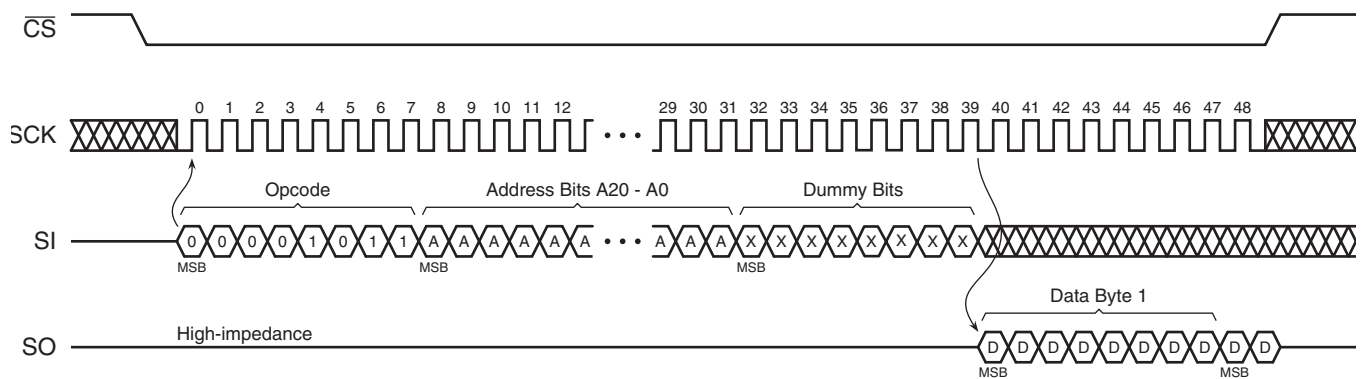 CS
SCK
0 1 2 3 4 5 6 7 8 9 10 11 12 29 30 31 32 33 34 35 36 37 38 39 40 41 42 43 44 45 46 47 48
• • •
Opcode Address Bits A20 - A0 Dummy Bits
SI
0 0 0 0 1 0 1 1 A A A A A A • • • A A A X X X X X X X X
MSB MSB MSB
Data Byte 1
High-impedance
SO
D D D D D D D D D D
MSB MSB